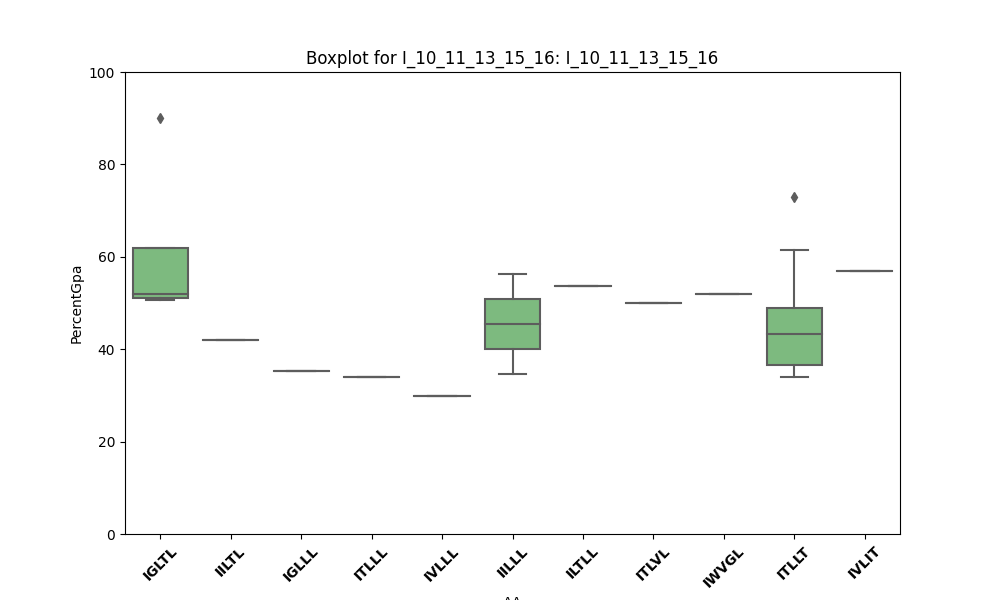 Boxplot for I_10_11_13_15_16: I_10_11_13_15_16
100
80
60
40
20
0
PercentGpa
IGLTL
IILTL
IGLLL
ITLLL
IVLLL
IILLL
ILTLL
ITLVL
IWVGL
ITLLT
IVLIT